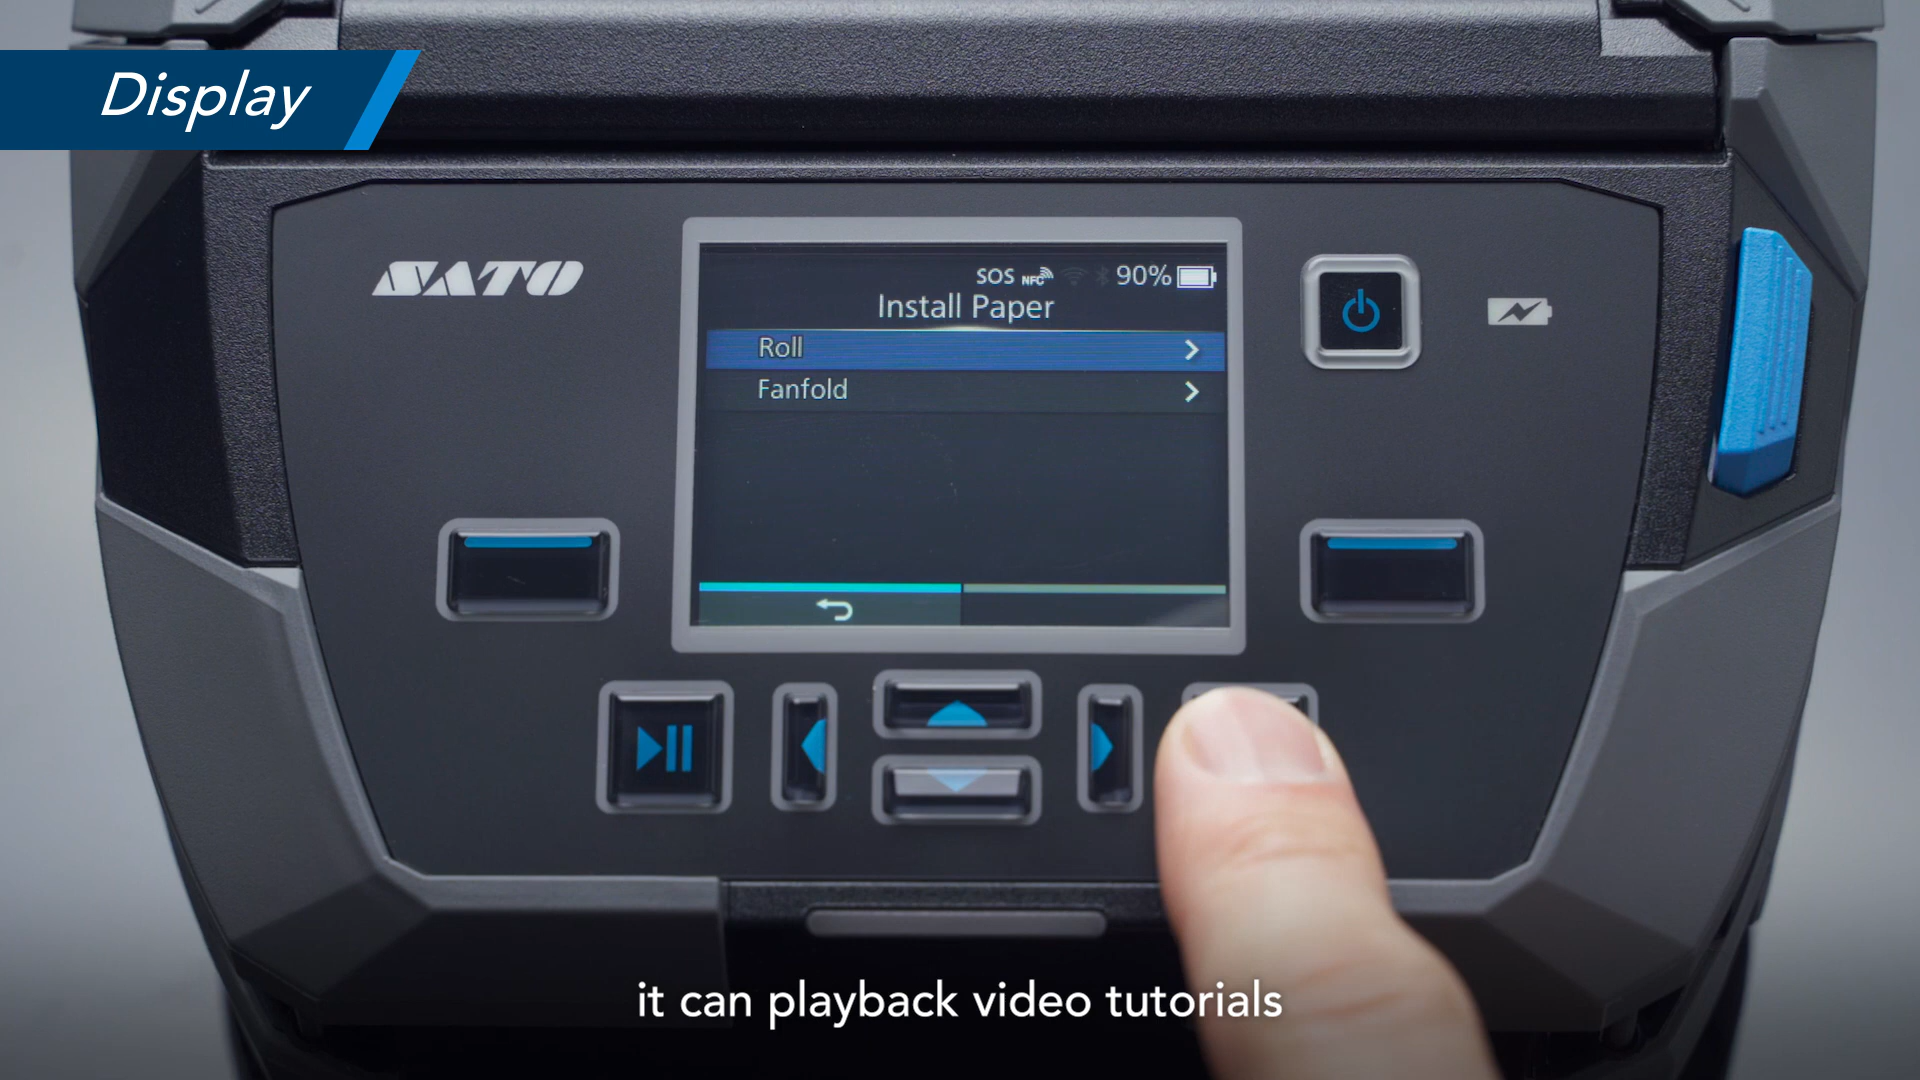 Display
SATO
SOS NFC 90%
Install Paper
Roll
Fanfold
it can playback video tutorials